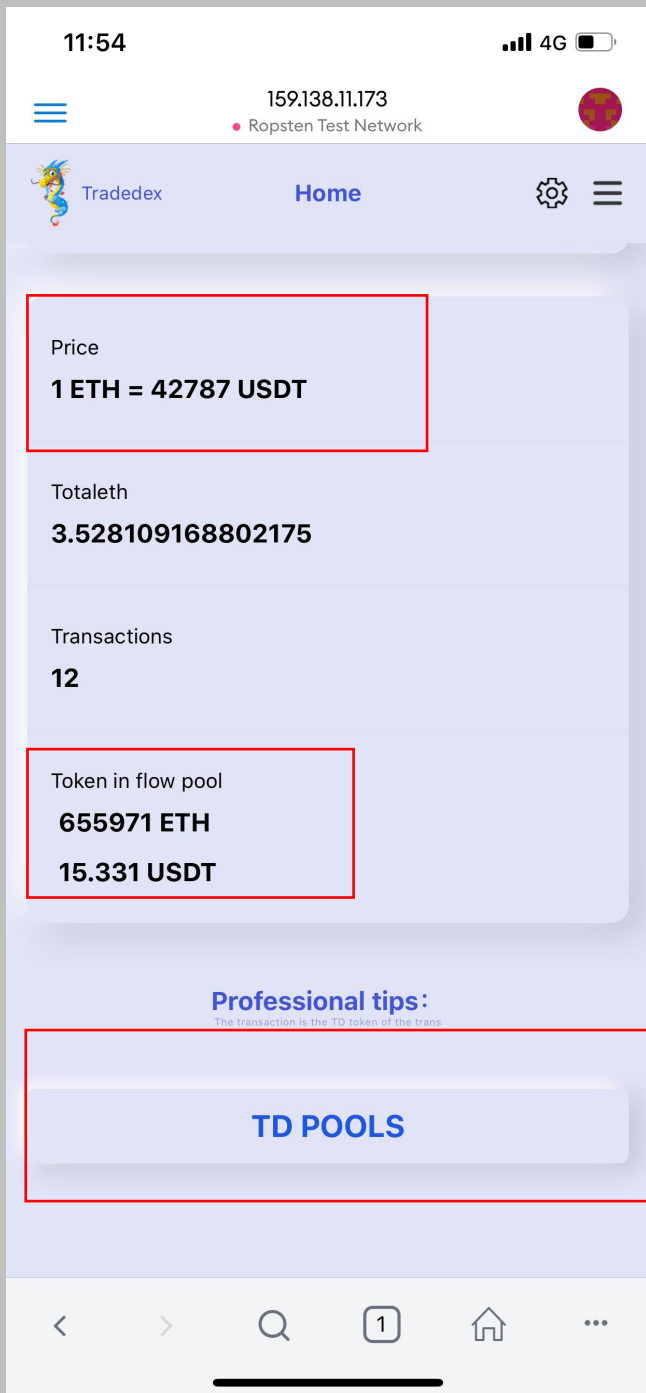 11:54
4G
159.138.11.173
Ropsten Test Network
Tradedex
Home
Price
1 ETH = 42787 USDT
Totaleth
3.528109168802175
Transactions
12
Token in flow pool
655971 ETH
15.331 USDT
Professional tips：
The transaction is the TD token of the trans
TD POOLS
1